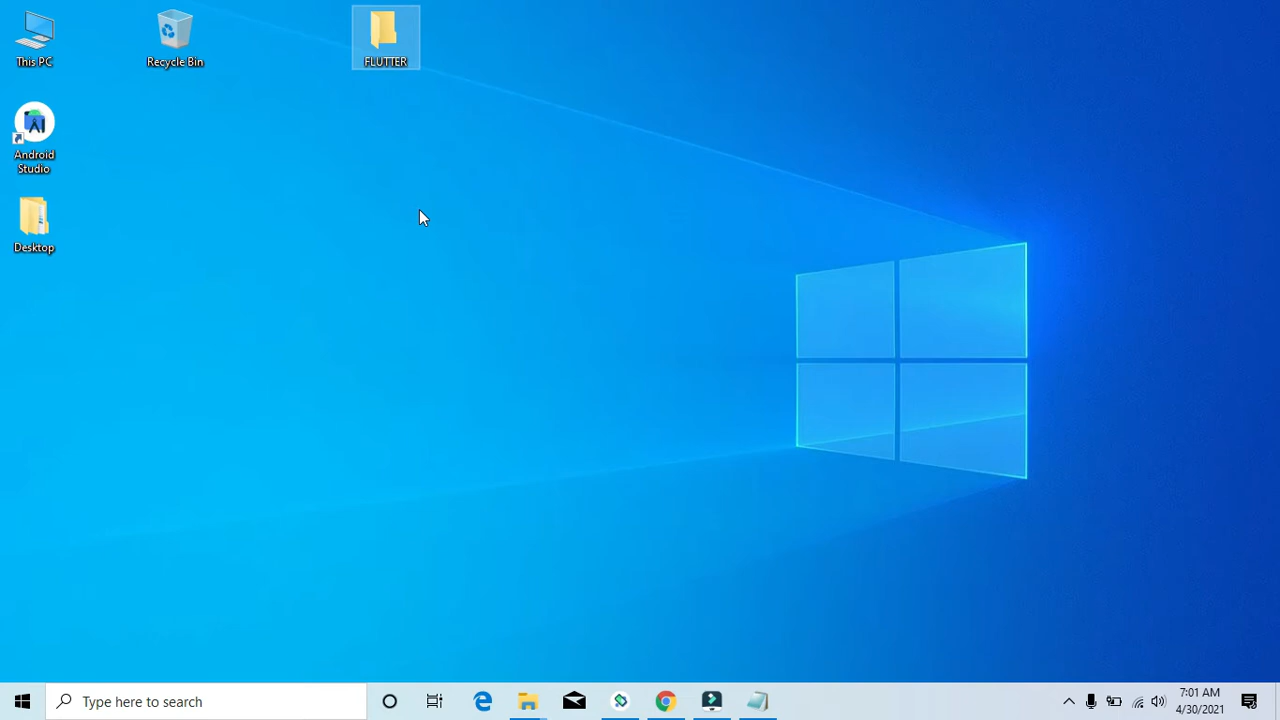 This PC
Recycle Bin
FLUTTER
Android
Studio
Desktop
Type here to search
7:01 AM
4/30/2021